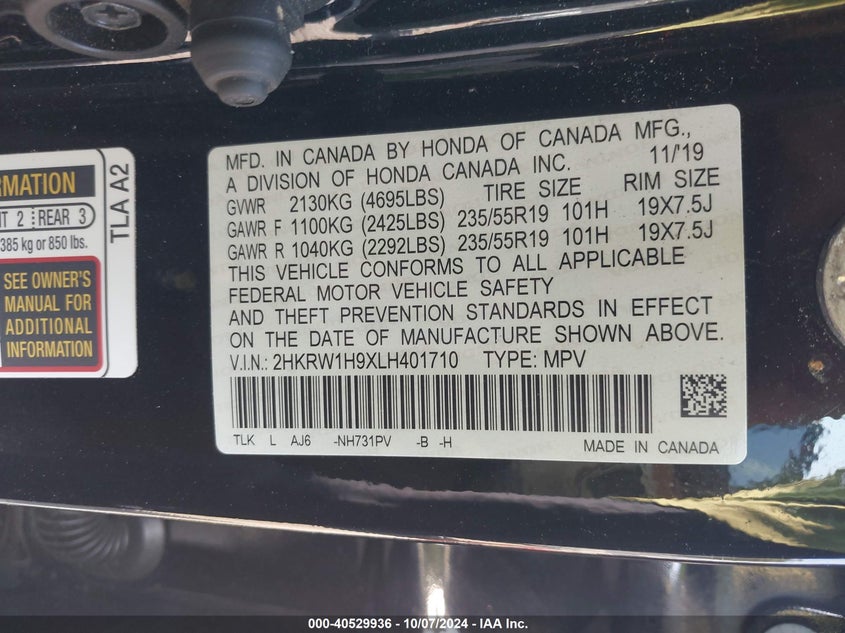 RMATION
NT 2 REAR 3
385 kg or 850 lbs.
SEE OWNER'S
MANUAL FOR
ADDITIONAL
INFORMATION
TLA A2
MFD. IN CANADA BY HONDA OF CANADA MFG.,
A DIVISION OF HONDA CANADA INC. 11/'19
GVWR 2130KG (4695LBS) TIRE SIZE RIM SIZE
GAWR F 1100KG (2425LBS) 235/55R19 101H 19X7.5J
GAWR R 1040KG (2292LBS) 235/55R19 101H 19X7.5J
THIS VEHICLE CONFORMS TO ALL APPLICABLE
FEDERAL MOTOR VEHICLE SAFETY
AND THEFT PREVENTION STANDARDS IN EFFECT
ON THE DATE OF MANUFACTURE SHOWN ABOVE.
V.I.N.: 2HKRW1H9XLH401710 TYPE: MPV
TLK L AJ6 -NH731PV -B -H MADE IN CANADA
000-40529936 - 10/07/2024 - IAA Inc.